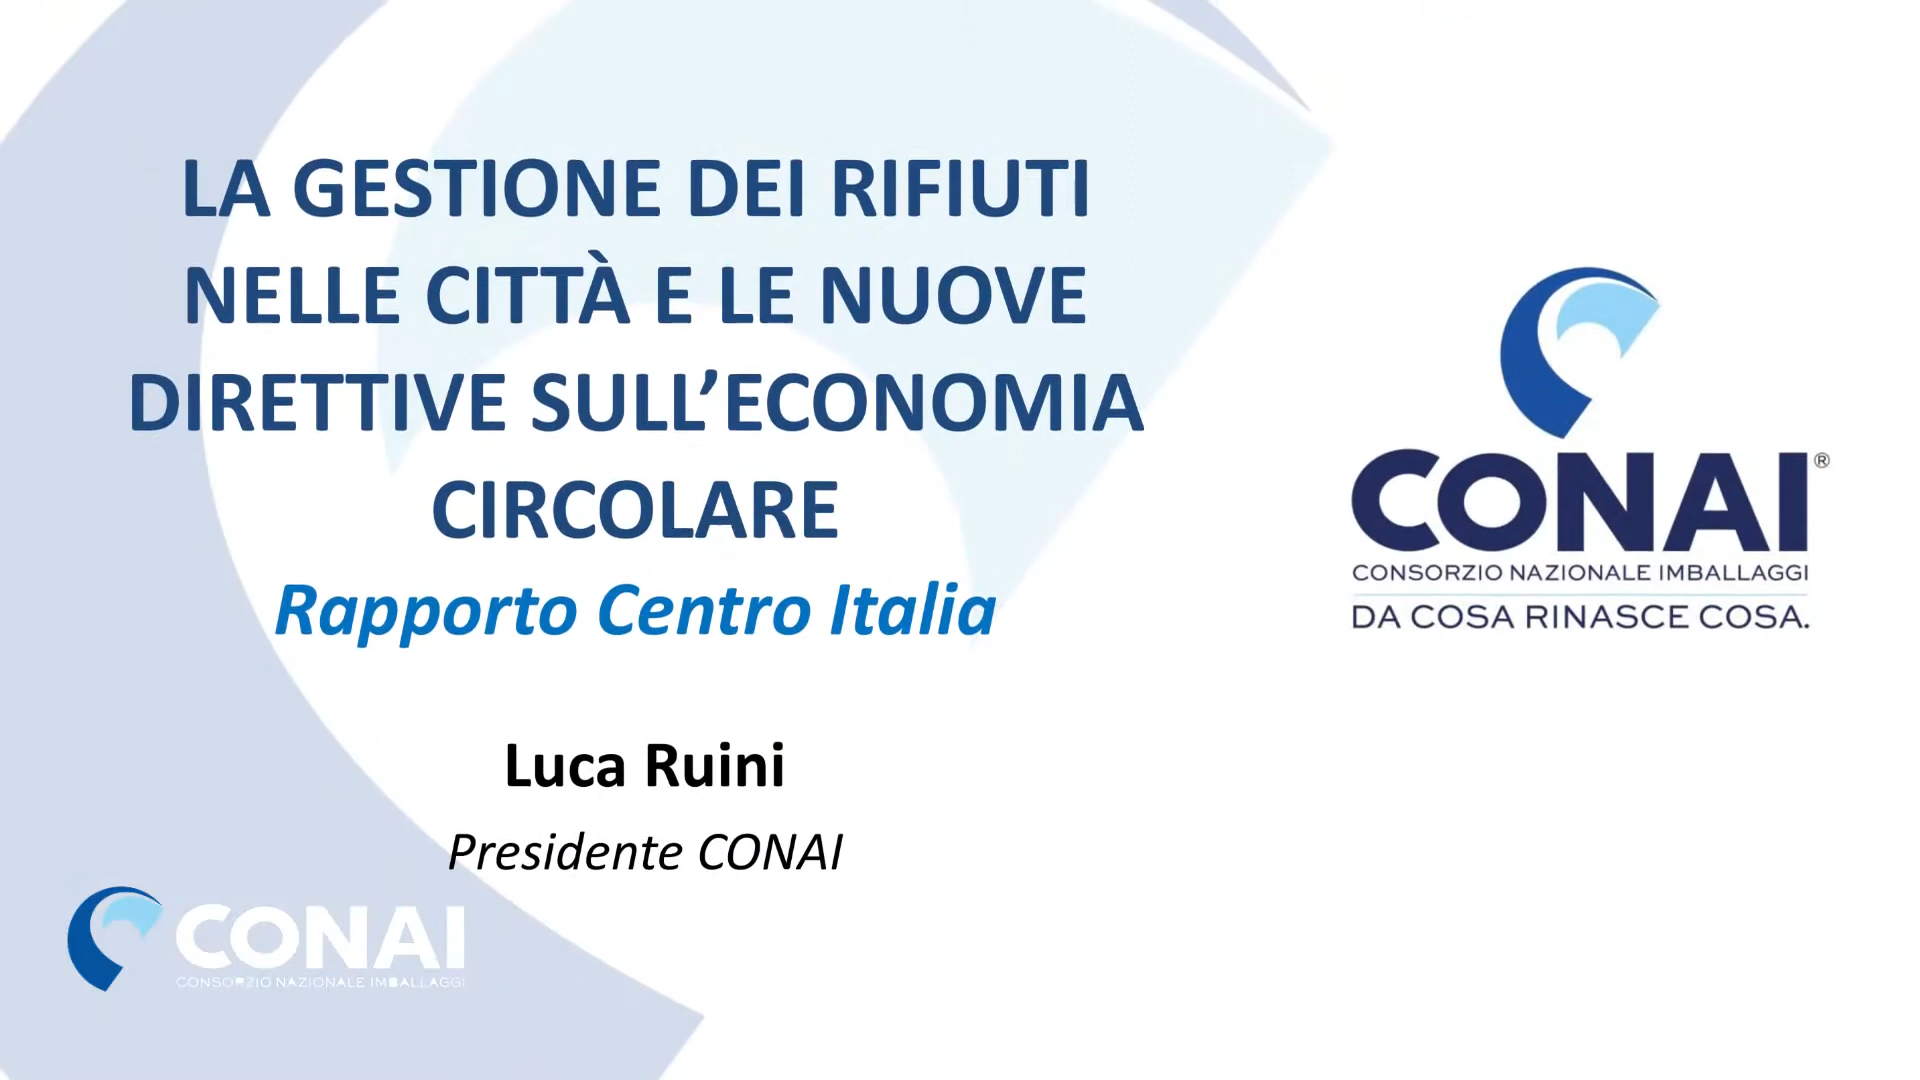 LA GESTIONE DEI RIFIUTI
NELLE CITTÀ E LE NUOVE
DIRETTIVE SULL’ECONOMIA
CIRCOLARE
Rapporto Centro Italia
Luca Ruini
Presidente CONAI
CONAI®
CONSORZIO NAZIONALE IMBALLAGGI
DA COSA RINASCE COSA.
CONAI
CONSORZIO NAZIONALE IMBALLAGGI